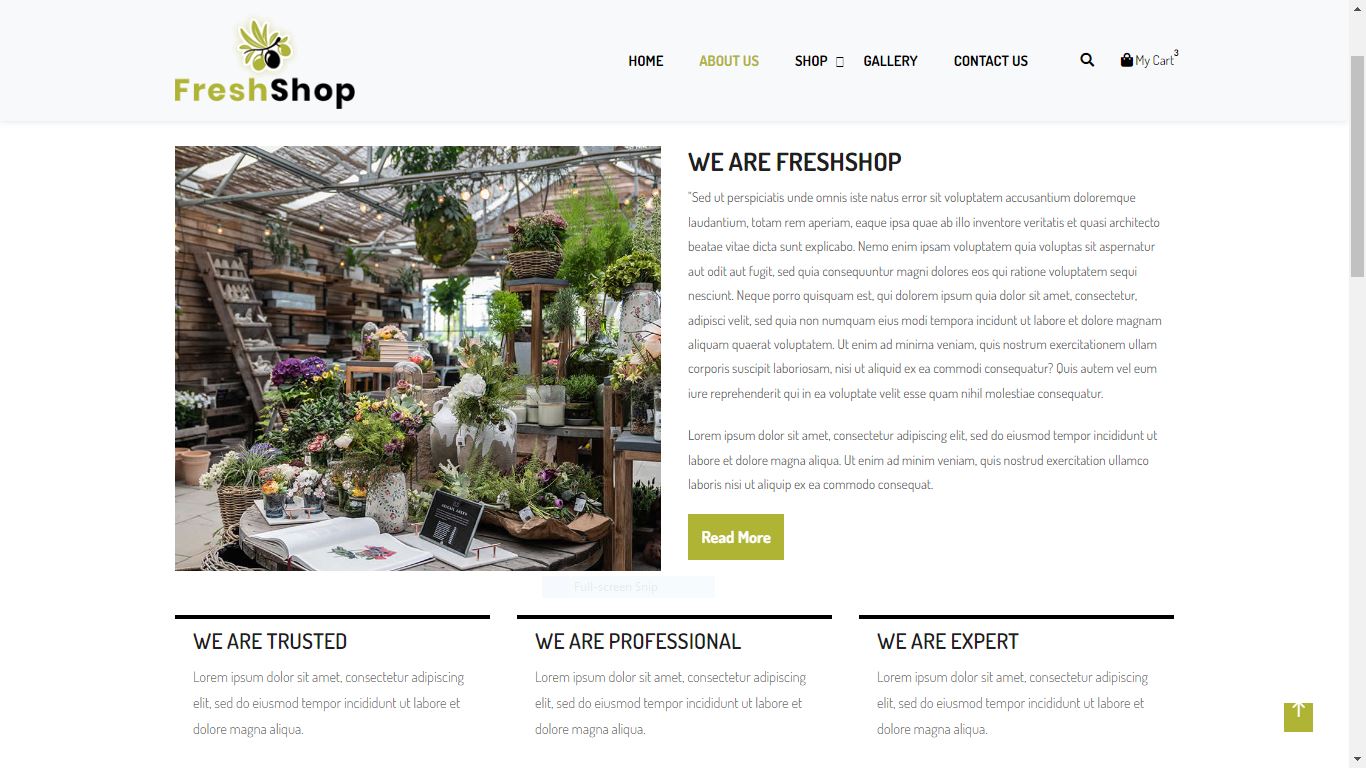 FreshShop
HOME ABOUT US SHOP GALLERY CONTACT US My Cart 3
WE ARE FRESHSHOP
"Sed ut perspiciatis unde omnis iste natus error sit voluptatem accusantium doloremque
laudantium, totam rem aperiam, eaque ipsa quae ab illo inventore veritatis et quasi architecto
beatae vitae dicta sunt explicabo. Nemo enim ipsam voluptatem quia voluptas sit aspernatur
aut odit aut fugit, sed quia consequuntur magni dolores eos qui ratione voluptatem sequi
nesciunt. Neque porro quisquam est, qui dolorem ipsum quia dolor sit amet, consectetur,
adipisci velit, sed quia non numquam eius modi tempora incidunt ut labore et dolore magnam
aliquam quaerat voluptatem. Ut enim ad minima veniam, quis nostrum exercitationem ullam
corporis suscipit laboriosam, nisi ut aliquid ex ea commodi consequatur? Quis autem vel eum
iure reprehenderit qui in ea voluptate velit esse quam nihil molestiae consequatur.
Lorem ipsum dolor sit amet, consectetur adipiscing elit, sed do eiusmod tempor incididunt ut
labore et dolore magna aliqua. Ut enim ad minim veniam, quis nostrud exercitation ullamco
laboris nisi ut aliquip ex ea commodo consequat.
Read More
Full-screen Snip
WE ARE TRUSTED
Lorem ipsum dolor sit amet, consectetur adipiscing
elit, sed do eiusmod tempor incididunt ut labore et
dolore magna aliqua.
WE ARE PROFESSIONAL
Lorem ipsum dolor sit amet, consectetur adipiscing
elit, sed do eiusmod tempor incididunt ut labore et
dolore magna aliqua.
WE ARE EXPERT
Lorem ipsum dolor sit amet, consectetur adipiscing
elit, sed do eiusmod tempor incididunt ut labore et
dolore magna aliqua.